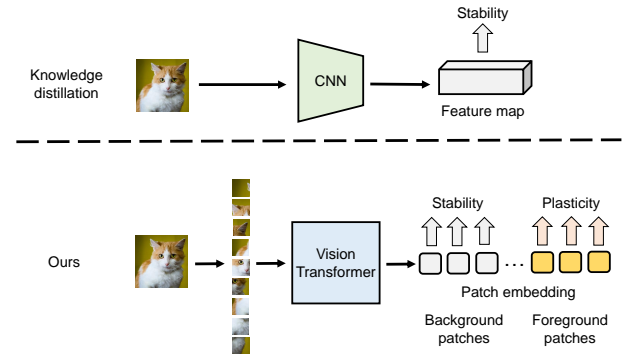 Stability
Knowledge
distillation
CNN
Feature map
Stability
Plasticity
Ours
Vision
Transformer
...
Patch embedding
Background
patches
Foreground
patches